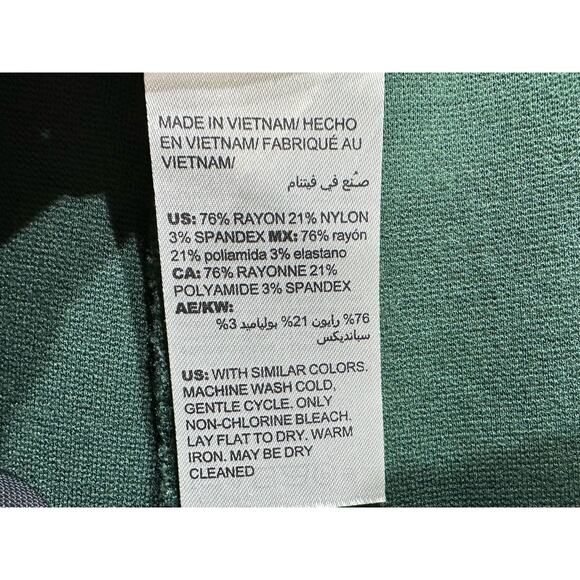 MADE IN VIETNAM/ HECHO
EN VIETNAM/ FABRIQUÉ AU
VIETNAM/
صُنع في فيتنام
US: 76% RAYON 21% NYLON
3% SPANDEX MX: 76% rayón
21% poliamida 3% elastano
CA: 76% RAYONNE 21%
POLYAMIDE 3% SPANDEX
AE/KW:
76% رايون 21% بولياميد 3%
سبانديكس
US: WITH SIMILAR COLORS.
MACHINE WASH COLD,
GENTLE CYCLE. ONLY
NON-CHLORINE BLEACH.
LAY FLAT TO DRY. WARM
IRON. MAY BE DRY
CLEANED